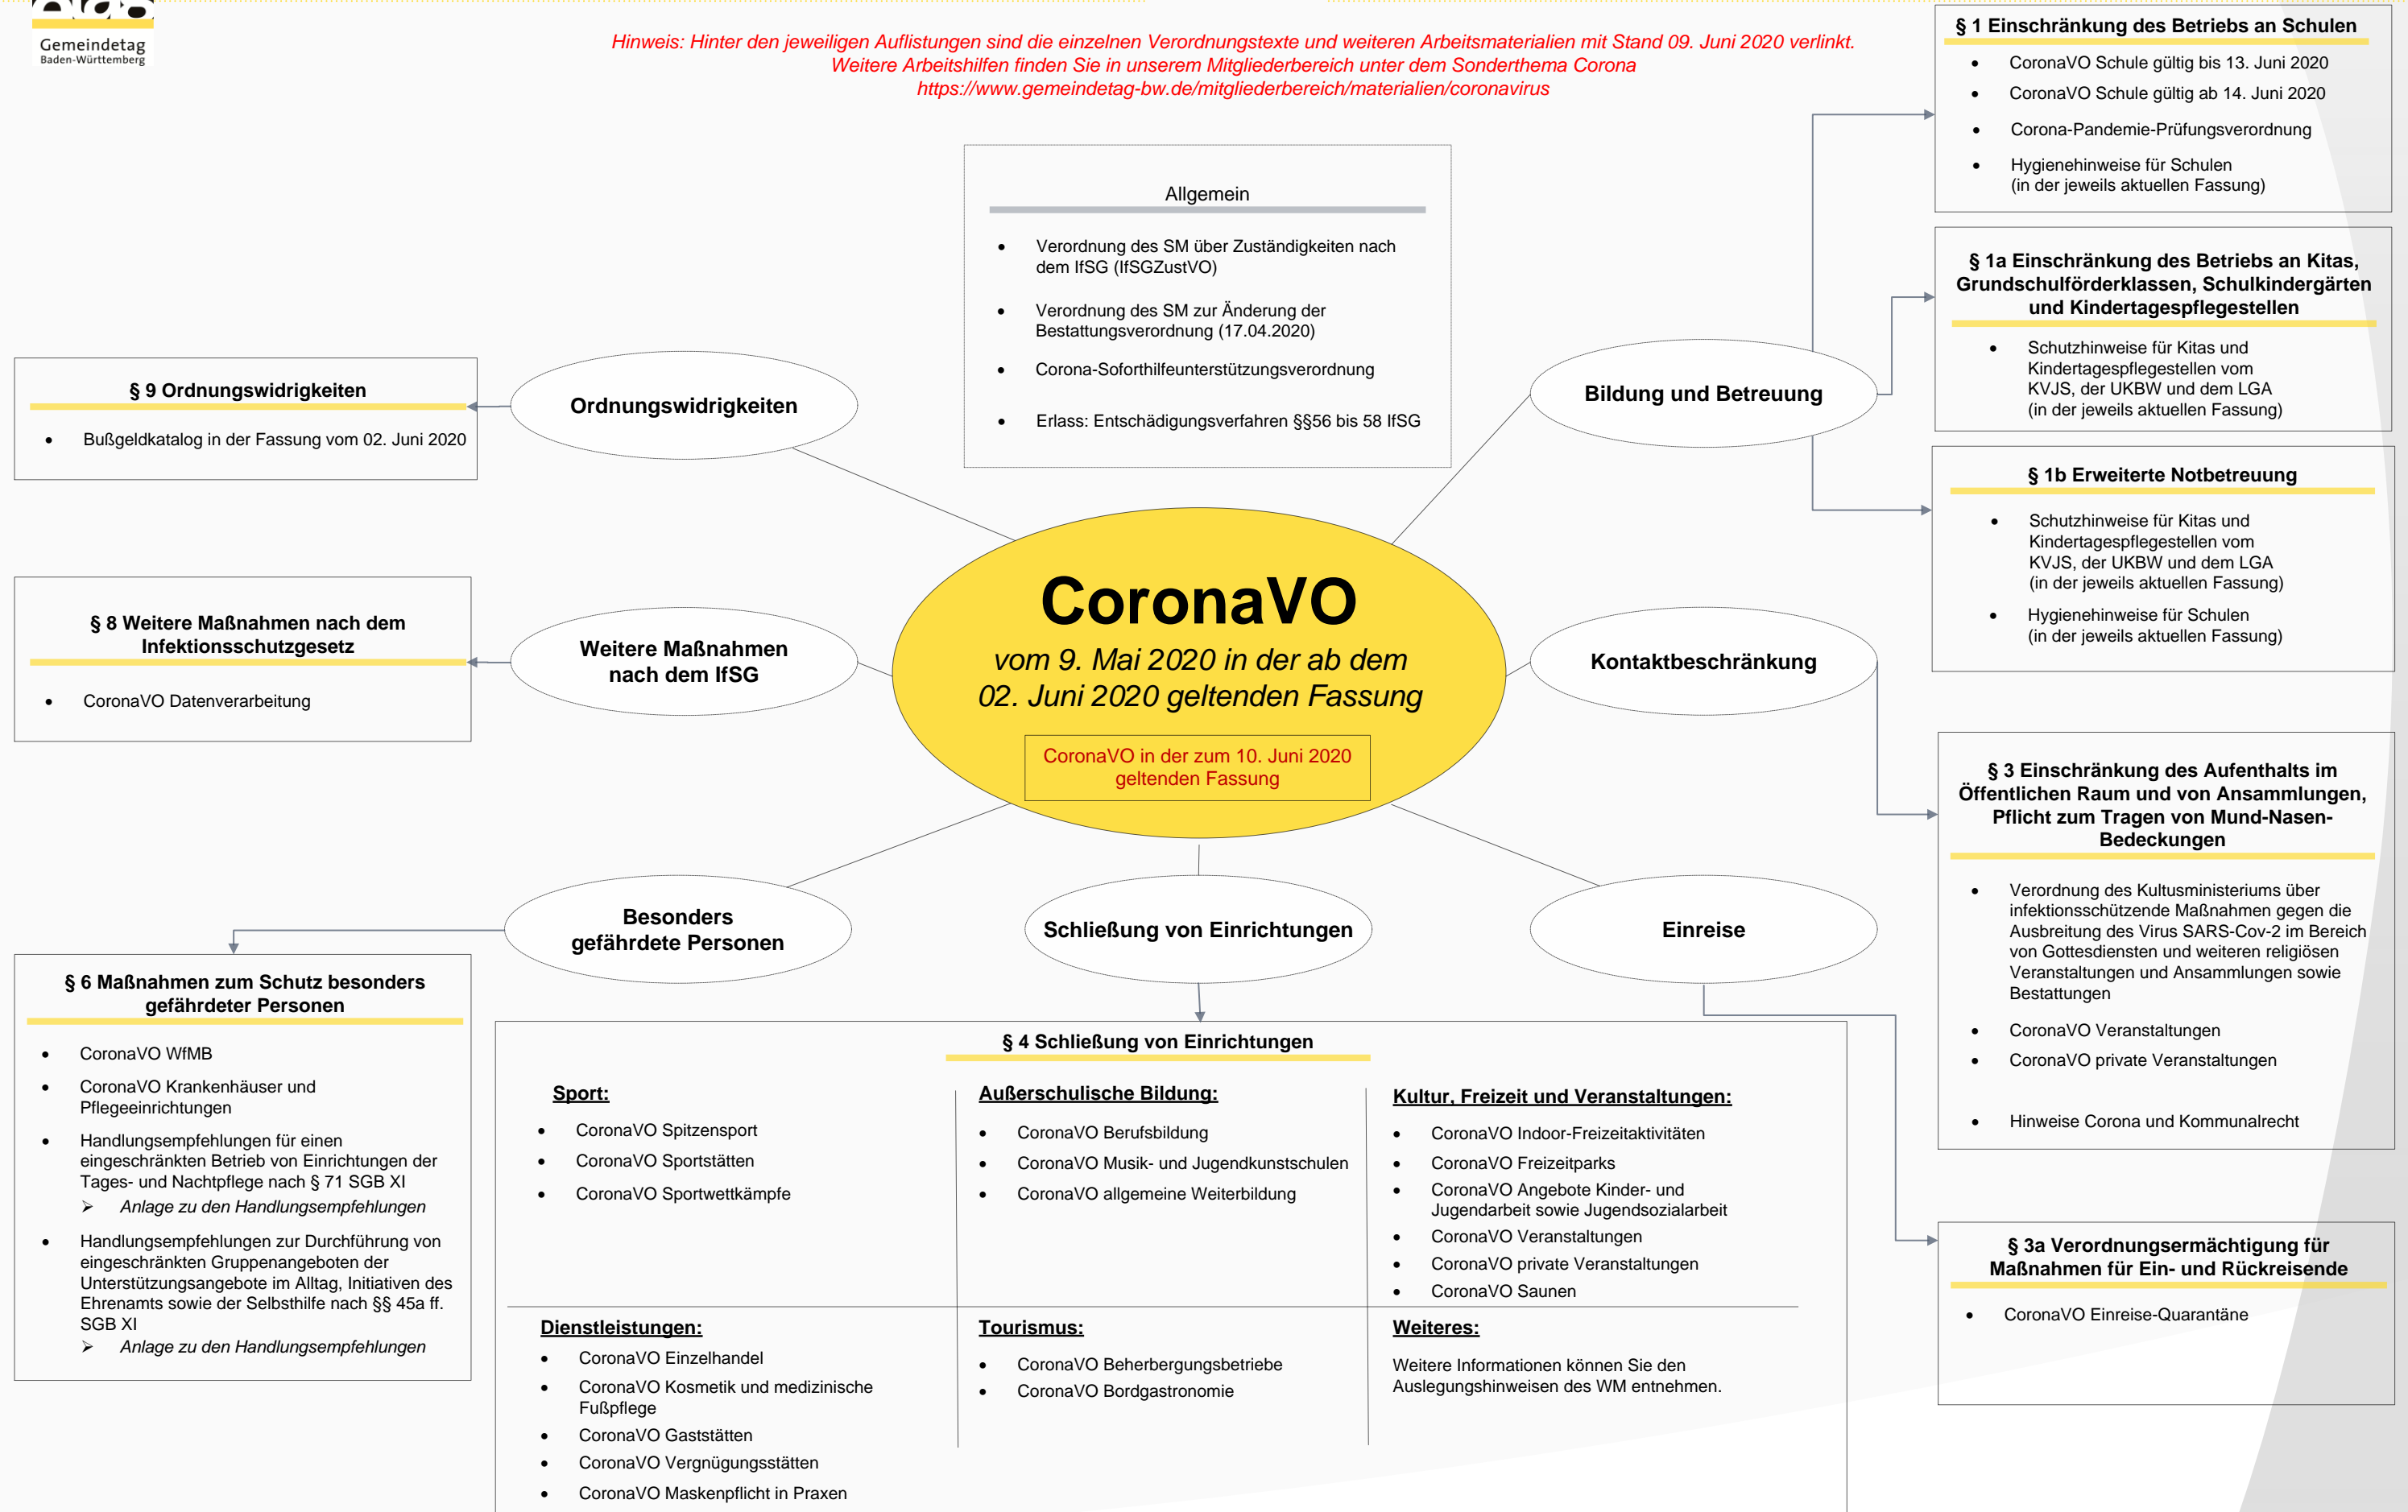 Gemeindetag
Baden-Württemberg
Hinweis: Hinter den jeweiligen Auflistungen sind die einzelnen Verordnungstexte und weiteren Arbeitsmaterialien mit Stand 09. Juni 2020 verlinkt.
Weitere Arbeitshilfen finden Sie in unserem Mitgliederbereich unter dem Sonderthema Corona
https://www.gemeindetag-bw.de/mitgliederbereich/materialien/coronavirus
Allgemein
• Verordnung des SM über Zuständigkeiten nach
dem IfSG (IfSGZustVO)
• Verordnung des SM zur Änderung der
Bestattungsverordnung (17.04.2020)
• Corona-Soforthilfeunterstützungsverordnung
• Erlass: Entschädigungsverfahren §§56 bis 58 IfSG
§ 1 Einschränkung des Betriebs an Schulen
• CoronaVO Schule gültig bis 13. Juni 2020
• CoronaVO Schule gültig ab 14. Juni 2020
• Corona-Pandemie-Prüfungsverordnung
• Hygienehinweise für Schulen
(in der jeweils aktuellen Fassung)
§ 1a Einschränkung des Betriebs an Kitas,
Grundschulförderklassen, Schulkindergärten
und Kindertagespflegestellen
• Schutzhinweise für Kitas und
Kindertagespflegestellen vom
KVJS, der UKBW und dem LGA
(in der jeweils aktuellen Fassung)
§ 1b Erweiterte Notbetreuung
• Schutzhinweise für Kitas und
Kindertagespflegestellen vom
KVJS, der UKBW und dem LGA
(in der jeweils aktuellen Fassung)
• Hygienehinweise für Schulen
(in der jeweils aktuellen Fassung)
Bildung und Betreuung
Ordnungswidrigkeiten
§ 9 Ordnungswidrigkeiten
• Bußgeldkatalog in der Fassung vom 02. Juni 2020
§ 8 Weitere Maßnahmen nach dem
Infektionsschutzgesetz
• CoronaVO Datenverarbeitung
Weitere Maßnahmen
nach dem IfSG
CoronaVO
vom 9. Mai 2020 in der ab dem
02. Juni 2020 geltenden Fassung
CoronaVO in der zum 10. Juni 2020
geltenden Fassung
Kontaktbeschränkung
§ 3 Einschränkung des Aufenthalts im
Öffentlichen Raum und von Ansammlungen,
Pflicht zum Tragen von Mund-Nasen-
Bedeckungen
• Verordnung des Kultusministeriums über
infektionsschützende Maßnahmen gegen die
Ausbreitung des Virus SARS-Cov-2 im Bereich
von Gottesdiensten und weiteren religiösen
Veranstaltungen und Ansammlungen sowie
Bestattungen
• CoronaVO Veranstaltungen
• CoronaVO private Veranstaltungen
• Hinweise Corona und Kommunalrecht
Besonders
gefährdete Personen
Schließung von Einrichtungen
Einreise
§ 6 Maßnahmen zum Schutz besonders
gefährdeter Personen
• CoronaVO WfMB
• CoronaVO Krankenhäuser und
Pflegeeinrichtungen
• Handlungsempfehlungen für einen
eingeschränkten Betrieb von Einrichtungen der
Tages- und Nachtpflege nach § 71 SGB XI
➢ Anlage zu den Handlungsempfehlungen
• Handlungsempfehlungen zur Durchführung von
eingeschränkten Gruppenangeboten der
Unterstützungsangebote im Alltag, Initiativen des
Ehrenamts sowie der Selbsthilfe nach §§ 45a ff.
SGB XI
➢ Anlage zu den Handlungsempfehlungen
§ 4 Schließung von Einrichtungen
Sport:
• CoronaVO Spitzensport
• CoronaVO Sportstätten
• CoronaVO Sportwettkämpfe
Außerschulische Bildung:
• CoronaVO Berufsbildung
• CoronaVO Musik- und Jugendkunstschulen
• CoronaVO allgemeine Weiterbildung
Kultur, Freizeit und Veranstaltungen:
• CoronaVO Indoor-Freizeitaktivitäten
• CoronaVO Freizeitparks
• CoronaVO Angebote Kinder- und
Jugendarbeit sowie Jugendsozialarbeit
• CoronaVO Veranstaltungen
• CoronaVO private Veranstaltungen
• CoronaVO Saunen
Dienstleistungen:
• CoronaVO Einzelhandel
• CoronaVO Kosmetik und medizinische
Fußpflege
• CoronaVO Gaststätten
• CoronaVO Vergnügungsstätten
• CoronaVO Maskenpflicht in Praxen
Tourismus:
• CoronaVO Beherbergungsbetriebe
• CoronaVO Bordgastronomie
Weiteres:
Weitere Informationen können Sie den
Auslegungshinweisen des WM entnehmen.
§ 3a Verordnungsermächtigung für
Maßnahmen für Ein- und Rückreisende
• CoronaVO Einreise-Quarantäne